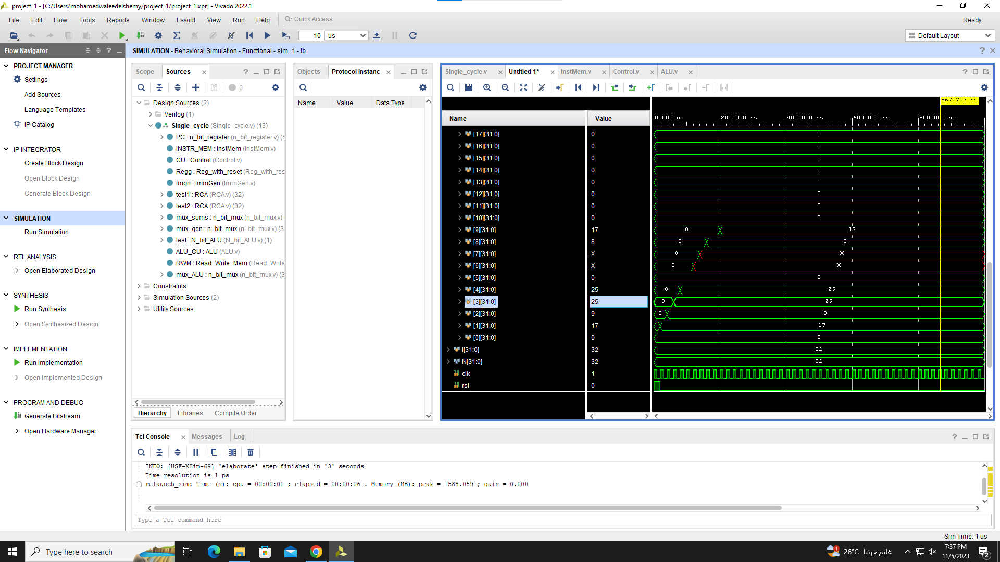 project_1 - [C:/Users/mohamedwaleedelshemy/project_1/project_1.xpr] - Vivado 2022.1
File Edit Flow Tools Reports Window Layout View Run Help Quick Access Ready
10 us Default Layout
Flow Navigator
SIMULATION - Behavioral Simulation - Functional - sim_1 - tb
PROJECT MANAGER
Settings
Add Sources
Language Templates
IP Catalog
IP INTEGRATOR
Create Block Design
Open Block Design
Generate Block Design
SIMULATION
Run Simulation
RTL ANALYSIS
Open Elaborated Design
SYNTHESIS
Run Synthesis
Open Synthesized Design
IMPLEMENTATION
Run Implementation
Open Implemented Design
PROGRAM AND DEBUG
Generate Bitstream
Open Hardware Manager
Scope Sources
0
Design Sources (2)
Verilog (1)
Single_cycle (Single_cycle.v) (13)
PC : n_bit_register (n_bit_register.v) (6
INSTR_MEM : InstMem (InstMem.v)
CU : Control (Control.v)
Regg : Reg_with_reset (Reg_with_res
imgn : ImmGen (ImmGen.v)
test1 : RCA (RCA.v) (32)
test2 : RCA (RCA.v) (32)
mux_sums : n_bit_mux (n_bit_mux.v)
mux_gen : n_bit_mux (n_bit_mux.v) (3
test : N_bit_ALU (N_bit_ALU.v) (1)
ALU_CU : ALU (ALU.v)
RWM : Read_Write_Mem (Read_Write
mux_ALU : n_bit_mux (n_bit_mux.v) (3
Constraints
Simulation Sources (2)
Utility Sources
Hierarchy Libraries Compile Order
Objects Protocol Instanc
Name Value Data Type
Single_cycle.v Untitled 1* InstMem.v Control.v ALU.v
867.717 ns
Name Value 0.000 ns 200.000 ns 400.000 ns 600.000 ns 800.000 ns
[17][31:0] 0 0
[16][31:0] 0 0
[15][31:0] 0 0
[14][31:0] 0 0
[13][31:0] 0 0
[12][31:0] 0 0
[11][31:0] 0 0
[10][31:0] 0 0
[9][31:0] 17 0 17
[8][31:0] 8 0 8
[7][31:0] X 0 X
[6][31:0] X 0 X
[5][31:0] 0 0
[4][31:0] 25 0 25
[3][31:0] 25 0 25
[2][31:0] 9 0 9
[1][31:0] 17 17
[0][31:0] 0 0
i[31:0] 32 32
N[31:0] 32 32
clk 1
rst 0
Tcl Console Messages Log
INFO: [USF-XSim-69] 'elaborate' step finished in '3' seconds
Time resolution is 1 ps
relaunch_sim: Time (s): cpu = 00:00:00 ; elapsed = 00:00:06 . Memory (MB): peak = 1588.059 ; gain = 0.000
Type a Tcl command here
Sim Time: 1 us
Type here to search
1 26°C غائم جزئيًا
7:37 PM
11/5/2023
2